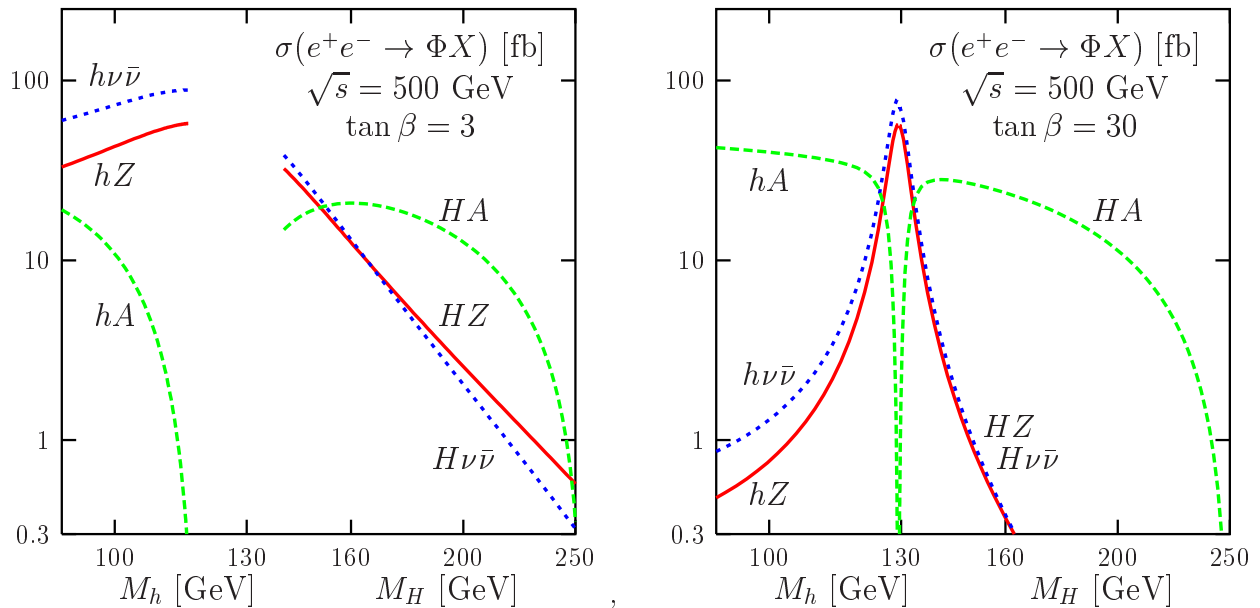 σ(e⁺e⁻ → ΦX) [fb]
√s = 500 GeV
tan β = 3
hνν̄
hZ
hA
HA
HZ
Hνν̄
100
10
1
0.3
100
130
160
200
250
M_h [GeV]
M_H [GeV]
,
σ(e⁺e⁻ → ΦX) [fb]
√s = 500 GeV
tan β = 30
hA
HA
hνν̄
hZ
HZ
Hνν̄
100
10
1
0.3
100
130
160
200
250
M_h [GeV]
M_H [GeV]